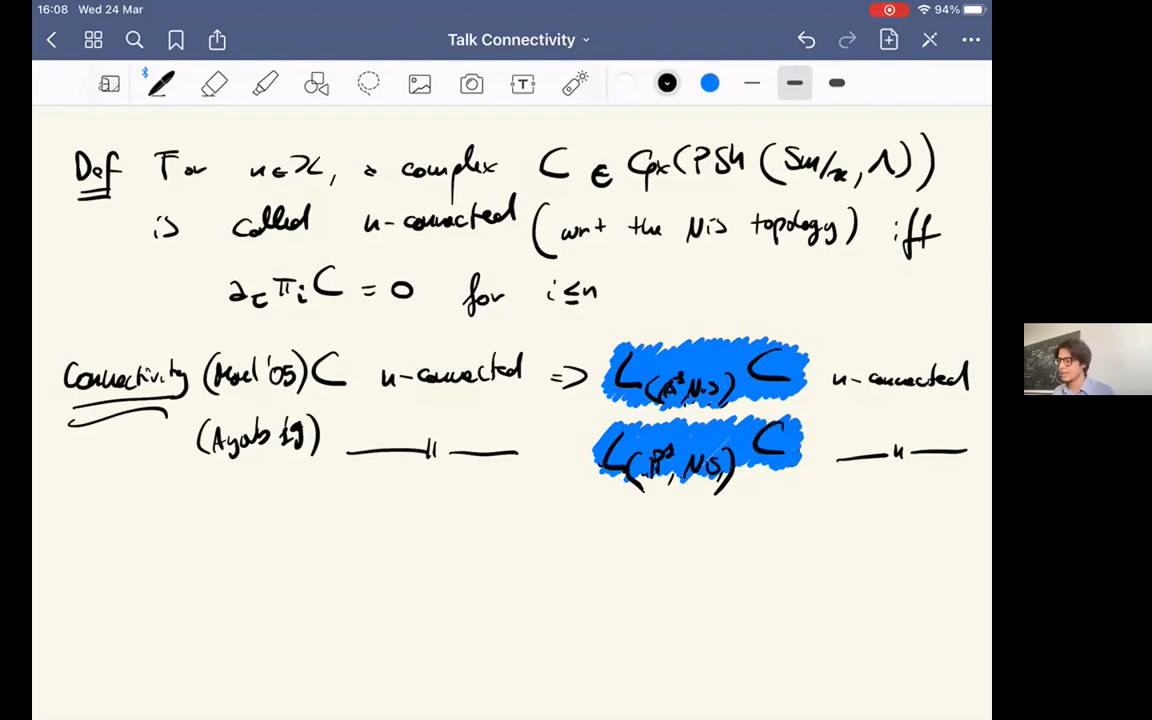 16:08 Wed 24 Mar
94%
Talk Connectivity
Def For n∈ℤ, a complex C ∈ Cpx(PSh(Sm/k, Λ))
is called n-connected (wrt the Nis topology) iff
a_τ π_i C = 0 for i≤n
Connectivity (Morel '05) C n-connected => L_(A¹,Nis) C n-connected
(Ayoub 19) —— " —— L_(P¹,Nis) C —— " ——